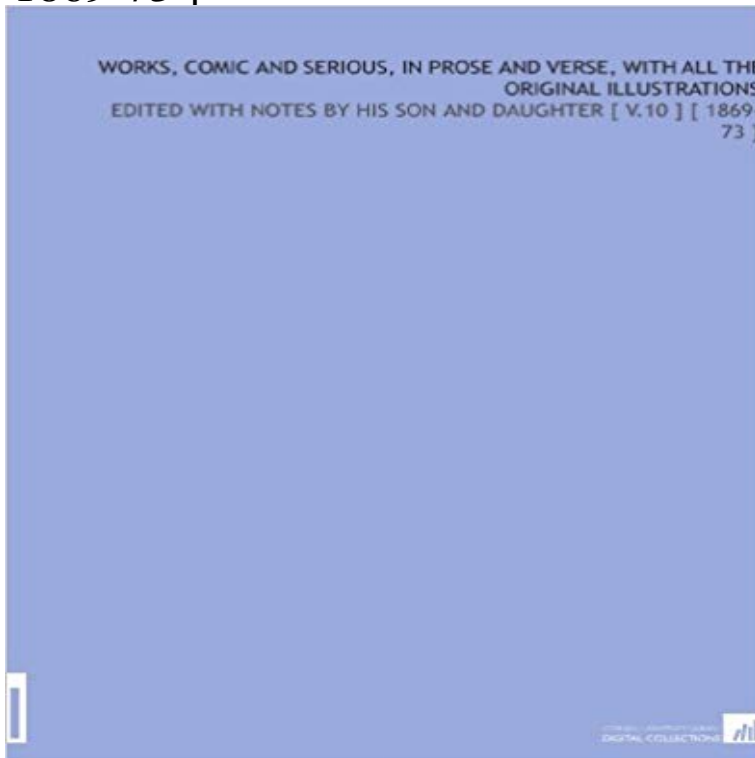 WORKS, COMIC AND SERIOUS, IN PROSE AND VERSE, WITH ALL THE
ORIGINAL ILLUSTRATIONS
EDITED WITH NOTES BY HIS SON AND DAUGHTER [ V.10 ] [ 1869-
73 ]
DIGITAL COLLECTIONS